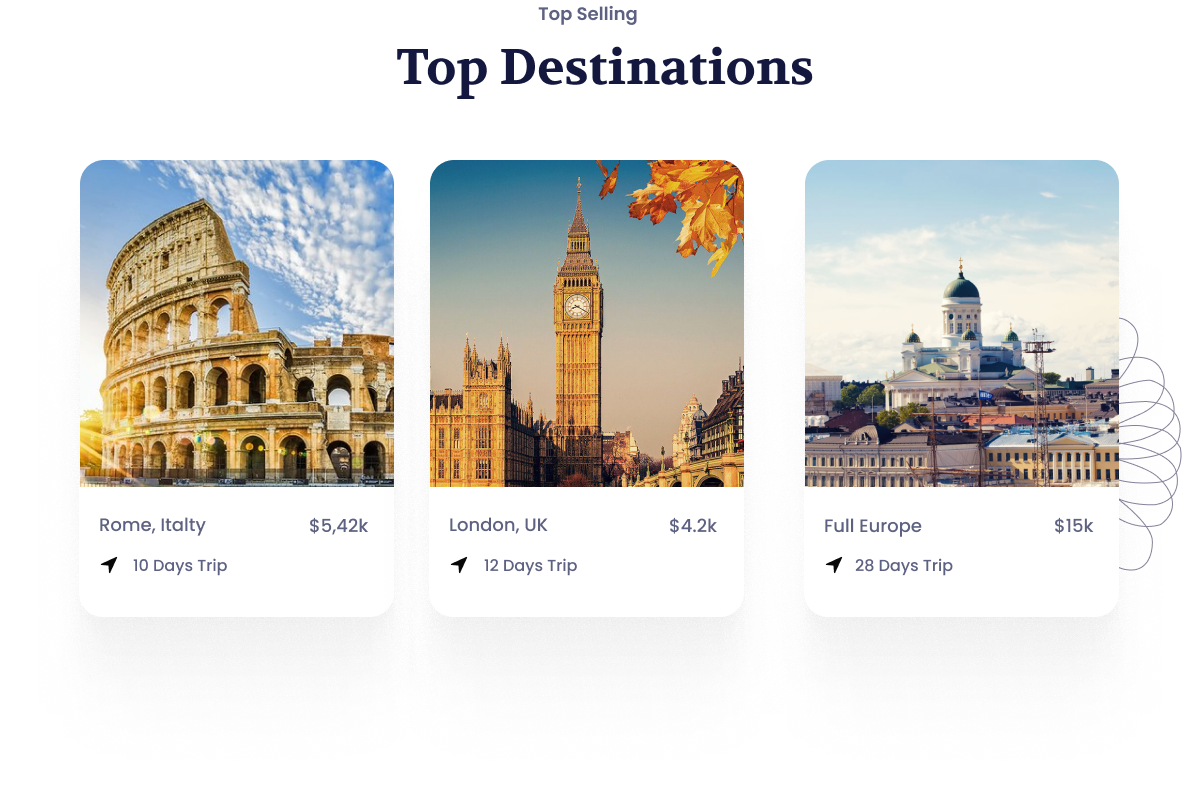 Top Selling
Top Destinations
Rome, Italty
$5,42k
10 Days Trip
London, UK
$4.2k
12 Days Trip
Full Europe
$15k
28 Days Trip